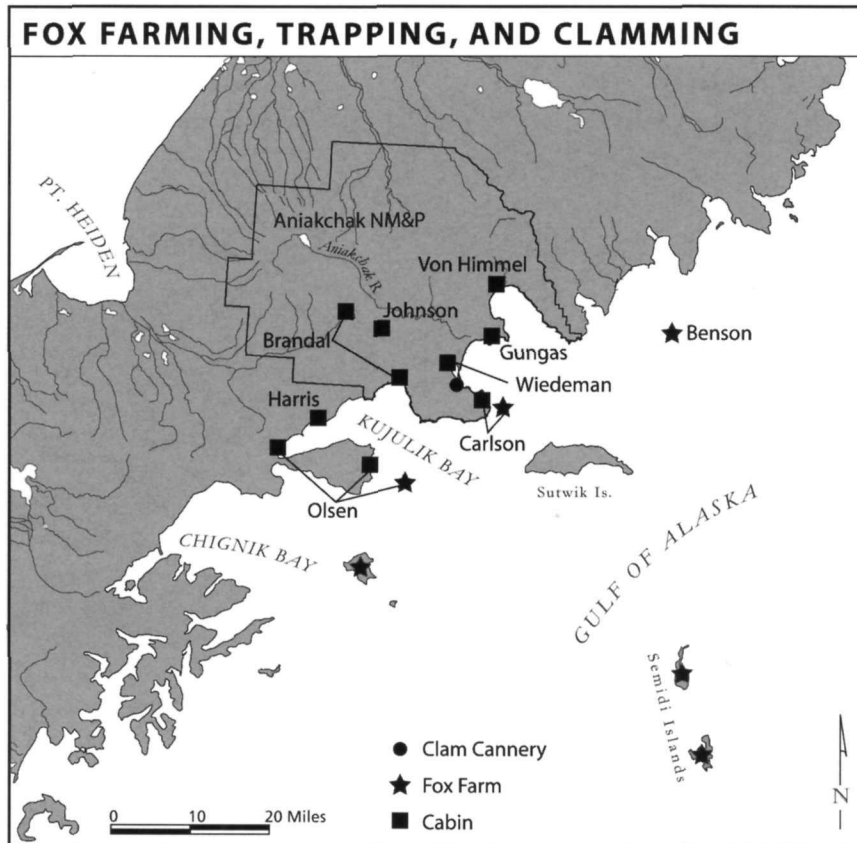 FOX FARMING, TRAPPING, AND CLAMMING
PT. HEIDEN
Aniakchak NM&P
Aniakchak R.
Von Himmel
Johnson
Brandal
Benson
Gungas
Wiedeman
Harris
Carlson
KUJULIK BAY
Sutwik Is.
Olsen
CHIGNIK BAY
GULF OF ALASKA
Semidi Islands
Clam Cannery
Fox Farm
Cabin
0 10 20 Miles
N